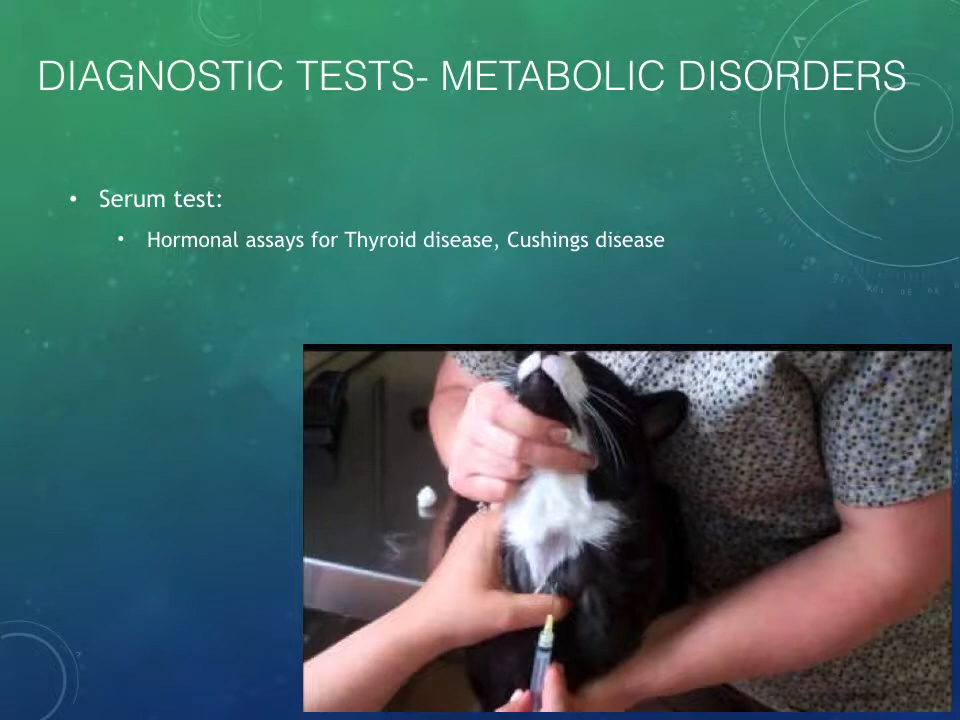 DIAGNOSTIC TESTS- METABOLIC DISORDERS
Serum test:
Hormonal assays for Thyroid disease, Cushings disease